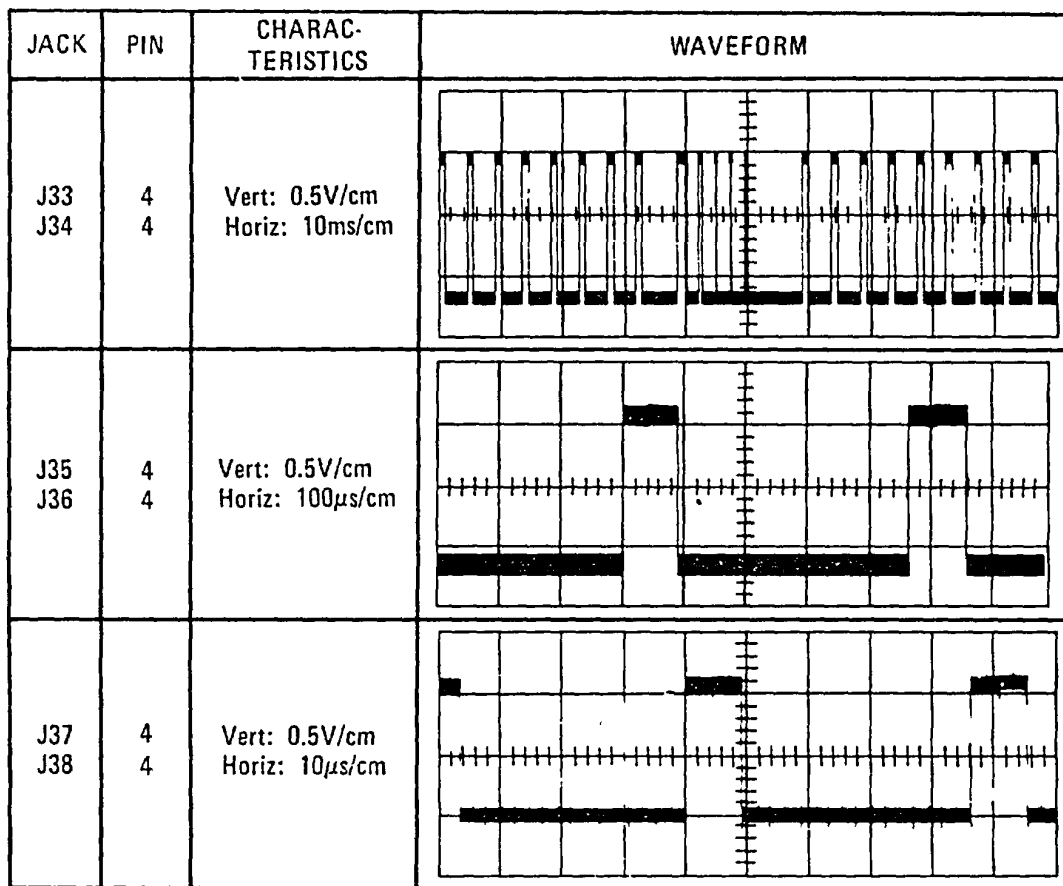 JACK PIN CHARAC-
TERISTICS WAVEFORM
J33 4 Vert: 0.5V/cm
J34 4 Horiz: 10ms/cm
J35 4 Vert: 0.5V/cm
J36 4 Horiz: 100μs/cm
J37 4 Vert: 0.5V/cm
J38 4 Horiz: 10μs/cm